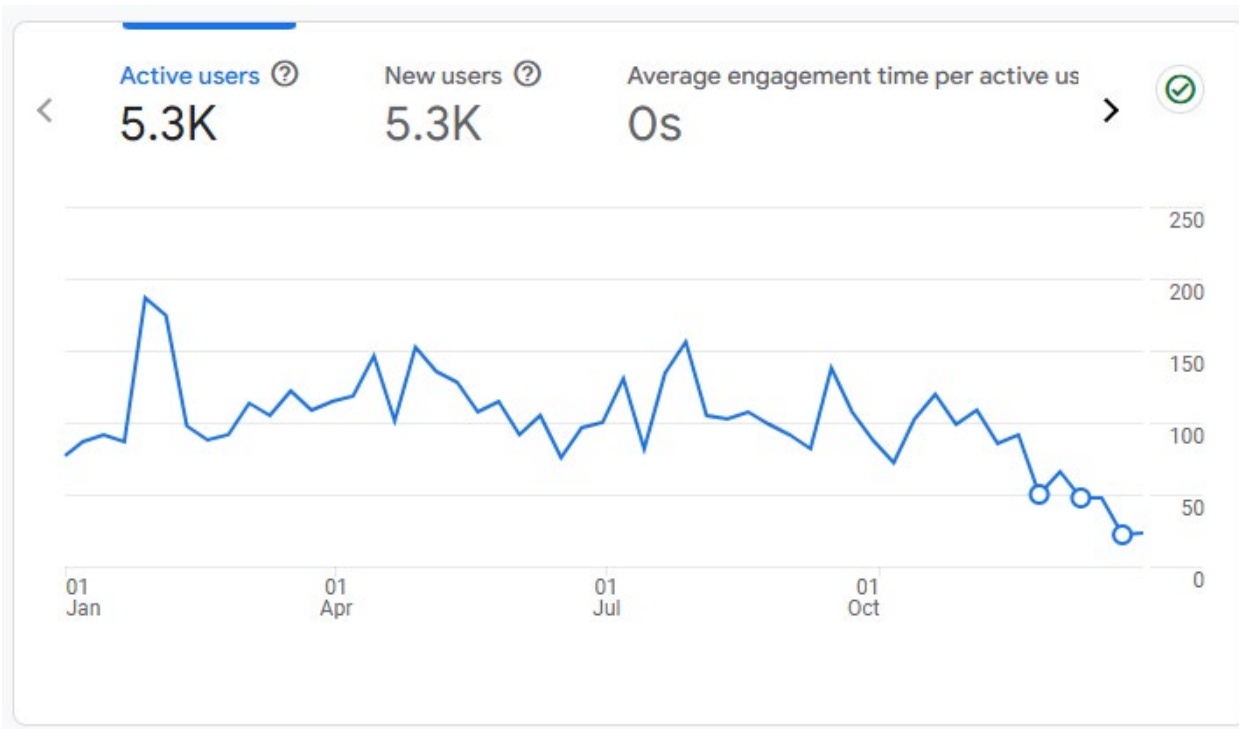 Active users
5.3K
New users
5.3K
Average engagement time per active us
0s
250
200
150
100
50
0
01
Jan
01
Apr
01
Jul
01
Oct